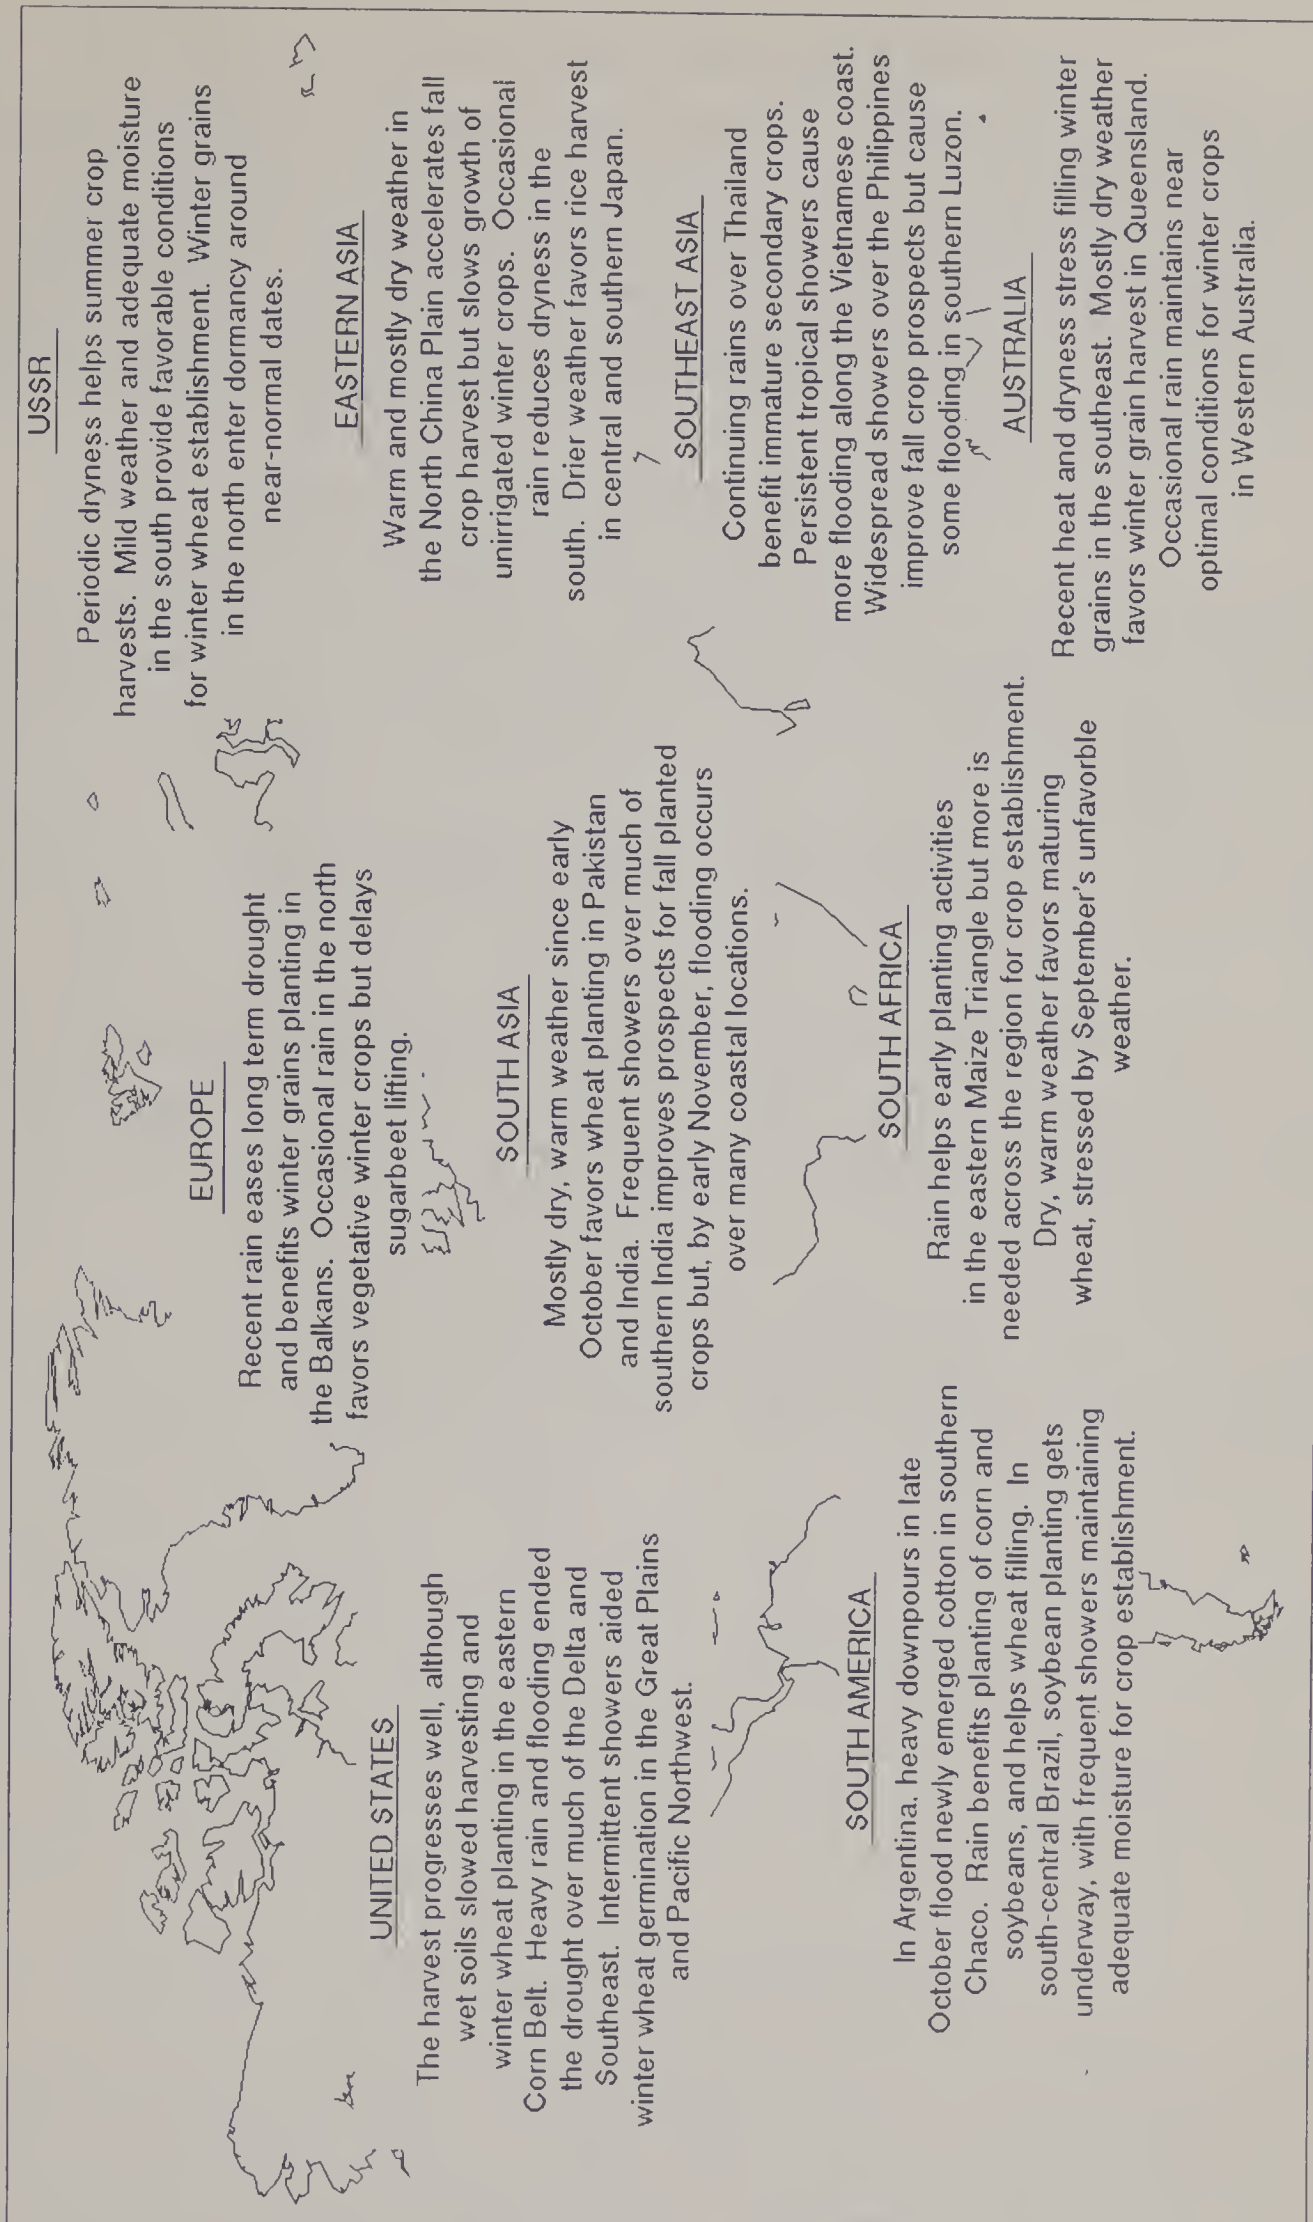 UNITED STATES
The harvest progresses well, although
wet soils slowed harvesting and
winter wheat planting in the eastern
Corn Belt. Heavy rain and flooding ended
the drought over much of the Delta and
Southeast. Intermittent showers aided
winter wheat germination in the Great Plains
and Pacific Northwest.
SOUTH AMERICA
In Argentina, heavy downpours in late
October flood newly emerged cotton in southern
Chaco. Rain benefits planting of corn and
soybeans, and helps wheat filling. In
south-central Brazil, soybean planting gets
underway, with frequent showers maintaining
adequate moisture for crop establishment.
EUROPE
Recent rain eases long term drought
and benefits winter grains planting in
the Balkans. Occasional rain in the north
favors vegetative winter crops but delays
sugarbeet lifting.
SOUTH ASIA
Mostly dry, warm weather since early
October favors wheat planting in Pakistan
and India. Frequent showers over much of
southern India improves prospects for fall planted
crops but, by early November, flooding occurs
over many coastal locations.
SOUTH AFRICA
Rain helps early planting activities
in the eastern Maize Triangle but more is
needed across the region for crop establishment.
Dry, warm weather favors maturing
wheat, stressed by September's unfavorble
weather.
USSR
Periodic dryness helps summer crop
harvests. Mild weather and adequate moisture
in the south provide favorable conditions
for winter wheat establishment. Winter grains
in the north enter dormancy around
near-normal dates.
EASTERN ASIA
Warm and mostly dry weather in
the North China Plain accelerates fall
crop harvest but slows growth of
unirrigated winter crops. Occasional
rain reduces dryness in the
south. Drier weather favors rice harvest
in central and southern Japan.
SOUTHEAST ASIA
Continuing rains over Thailand
benefit immature secondary crops.
Persistent tropical showers cause
more flooding along the Vietnamese coast.
Widespread showers over the Philippines
improve fall crop prospects but cause
some flooding in southern Luzon.
AUSTRALIA
Recent heat and dryness stress filling winter
grains in the southeast. Mostly dry weather
favors winter grain harvest in Queensland.
Occasional rain maintains near
optimal conditions for winter crops
in Western Australia.